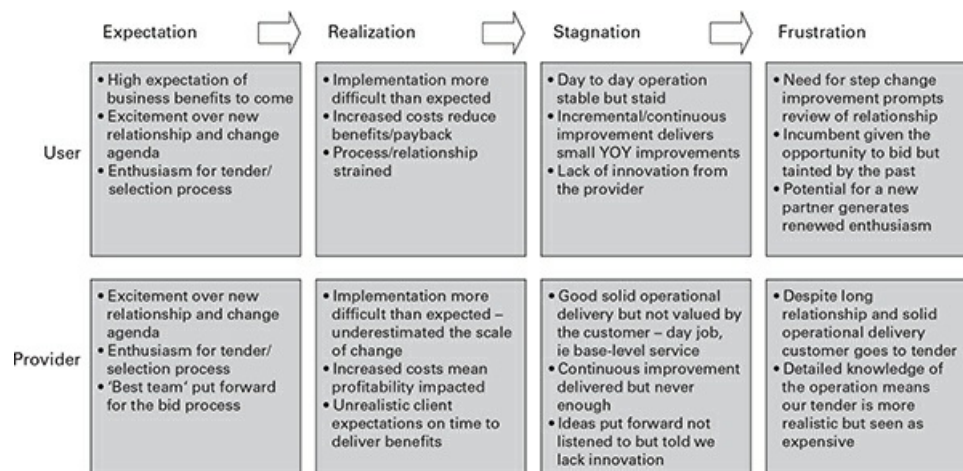 Expectation
Realization
Stagnation
Frustration
User
• High expectation of
business benefits to come
• Excitement over new
relationship and change
agenda
• Enthusiasm for tender/
selection process
• Implementation more
difficult than expected
• Increased costs reduce
benefits/payback
• Process/relationship
strained
• Day to day operation
stable but staid
• Incremental/continuous
improvement delivers
small YOY improvements
• Lack of innovation from
the provider
• Need for step change
improvement prompts
review of relationship
• Incumbent given the
opportunity to bid but
tainted by the past
• Potential for a new
partner generates
renewed enthusiasm
Provider
• Excitement over new
relationship and change
agenda
• Enthusiasm for tender/
selection process
• ‘Best team’ put forward
for the bid process
• Implementation more
difficult than expected –
underestimated the scale
of change
• Increased costs mean
profitability impacted
• Unrealistic client
expectations on time to
deliver benefits
• Good solid operational
delivery but not valued by
the customer – day job,
ie base-level service
• Continuous improvement
delivered but never
enough
• Ideas put forward not
listened to but told we
lack innovation
• Despite long
relationship and solid
operational delivery
customer goes to tender
• Detailed knowledge of
the operation means
our tender is more
realistic but seen as
expensive